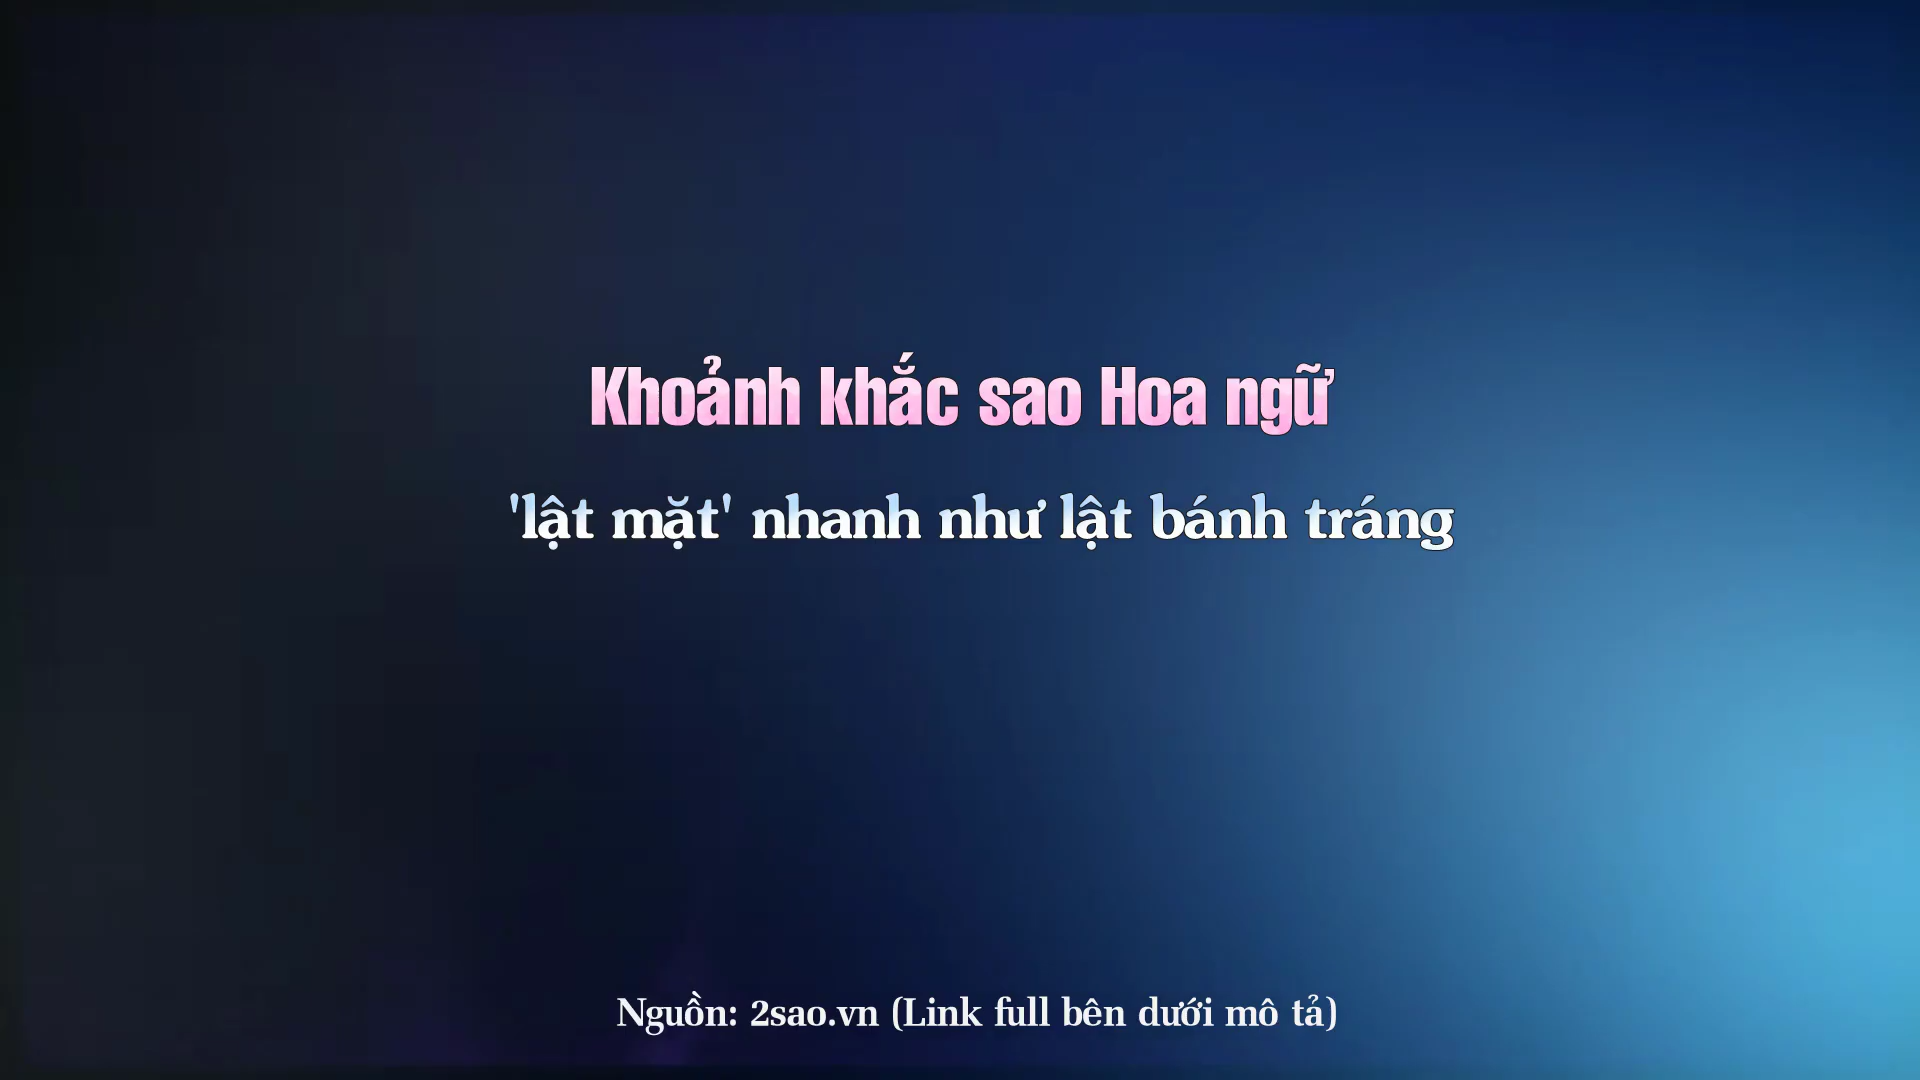 Khoảnh khắc sao Hoa ngữ
'lật mặt' nhanh như lật bánh tráng
Nguồn: 2sao.vn (Link full bên dưới mô tả)